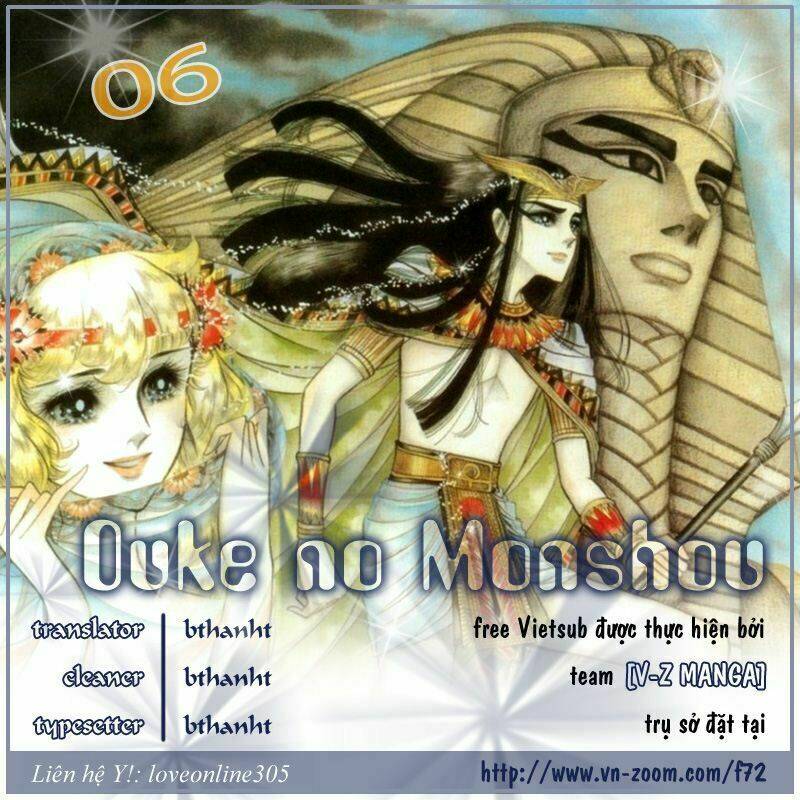 06
Ouke no Monshou
translator bthanht free Vietsub được thực hiện bởi
cleaner bthanht team [V-Z MANGA]
typesetter bthanht trụ sở đặt tại
Liên hệ Y!: loveonline305 http://www.vn-zoom.com/f72